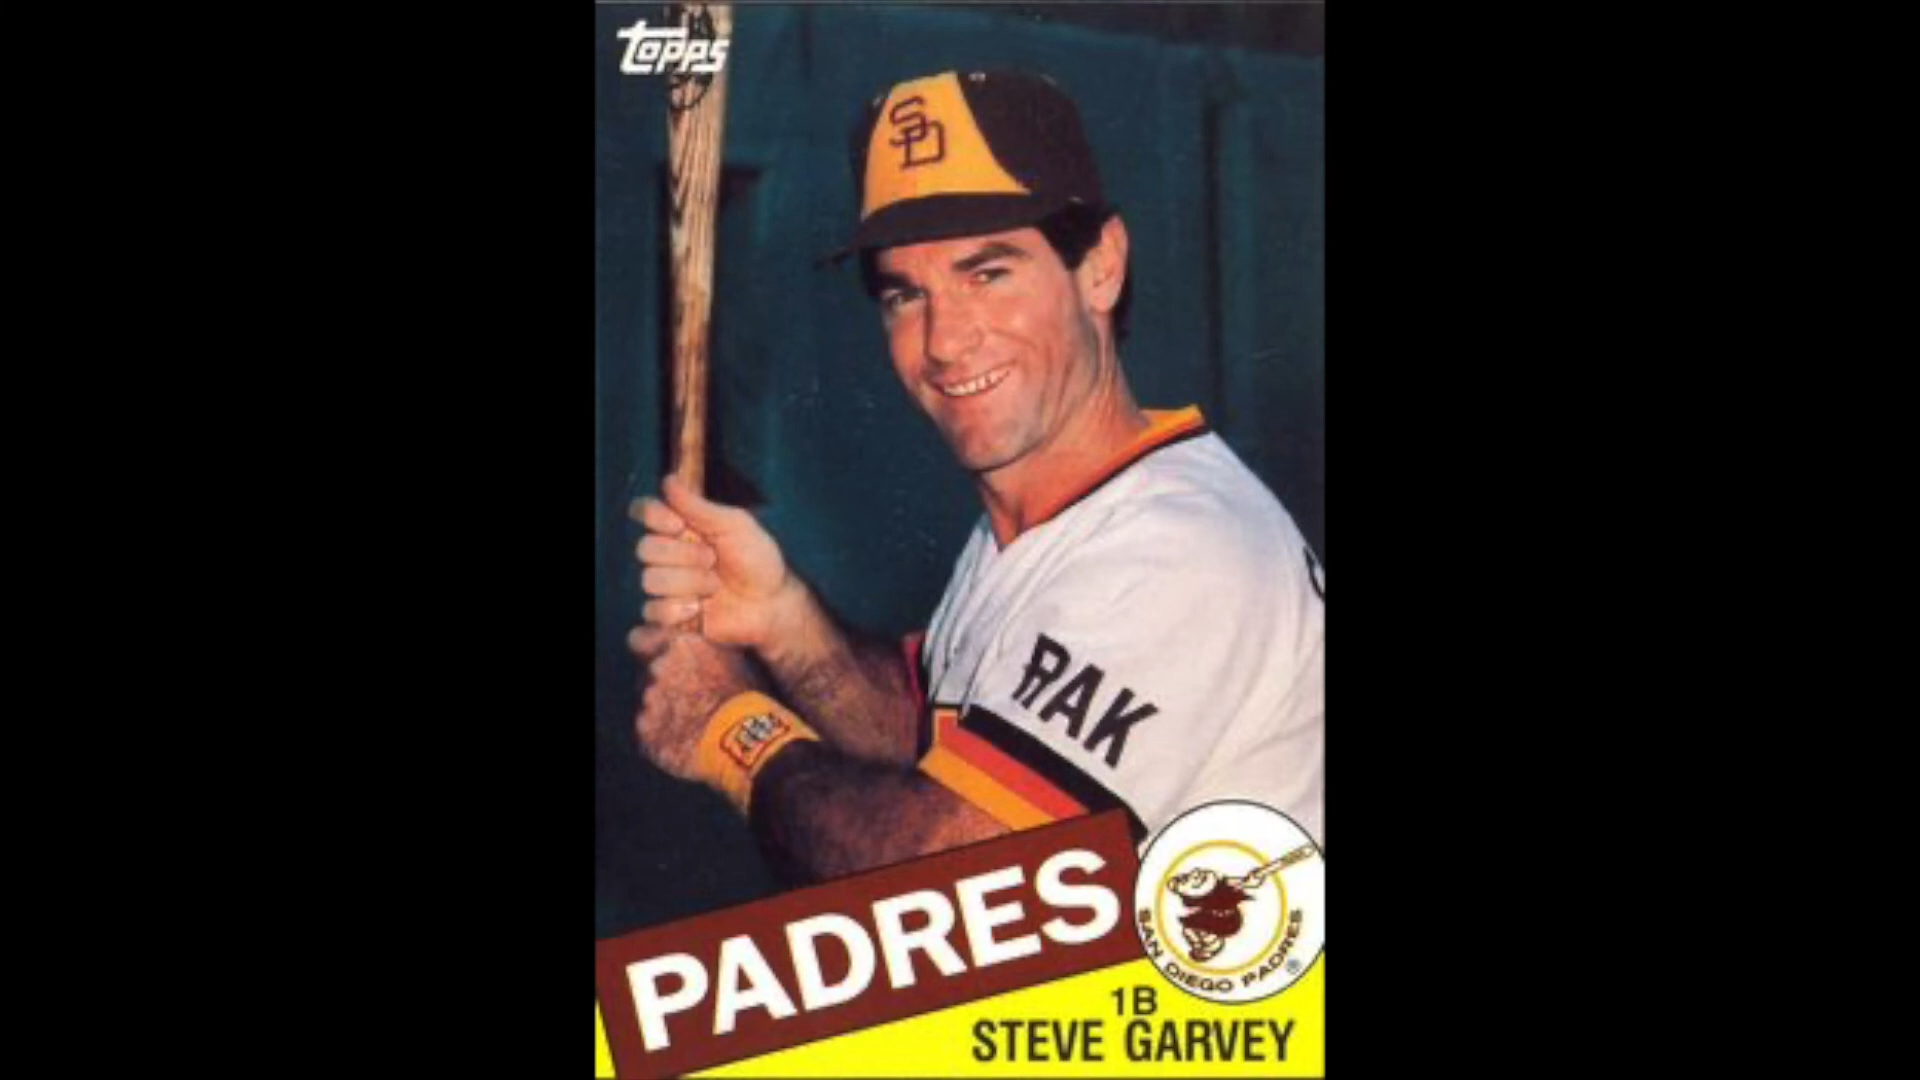 topps
SD
RAK
PADRES
SAN DIEGO PADRES
®
1B
STEVE GARVEY